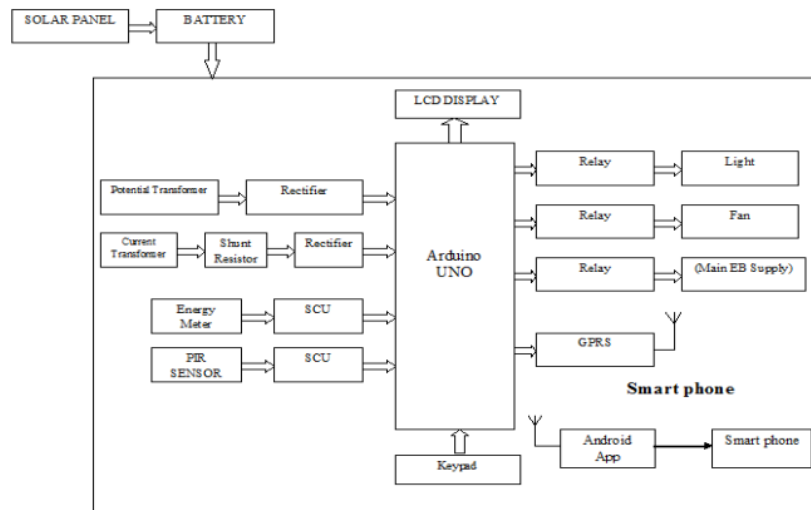 SOLAR PANEL
BATTERY
LCD DISPLAY
Potential Transformer
Rectifier
Current
Transformer
Shunt
Resistor
Rectifier
Energy
Meter
SCU
PIR
SENSOR
SCU
Arduino
UNO
Keypad
Relay
Light
Relay
Fan
Relay
(Main EB Supply)
GPRS
Smart phone
Android
App
Smart phone